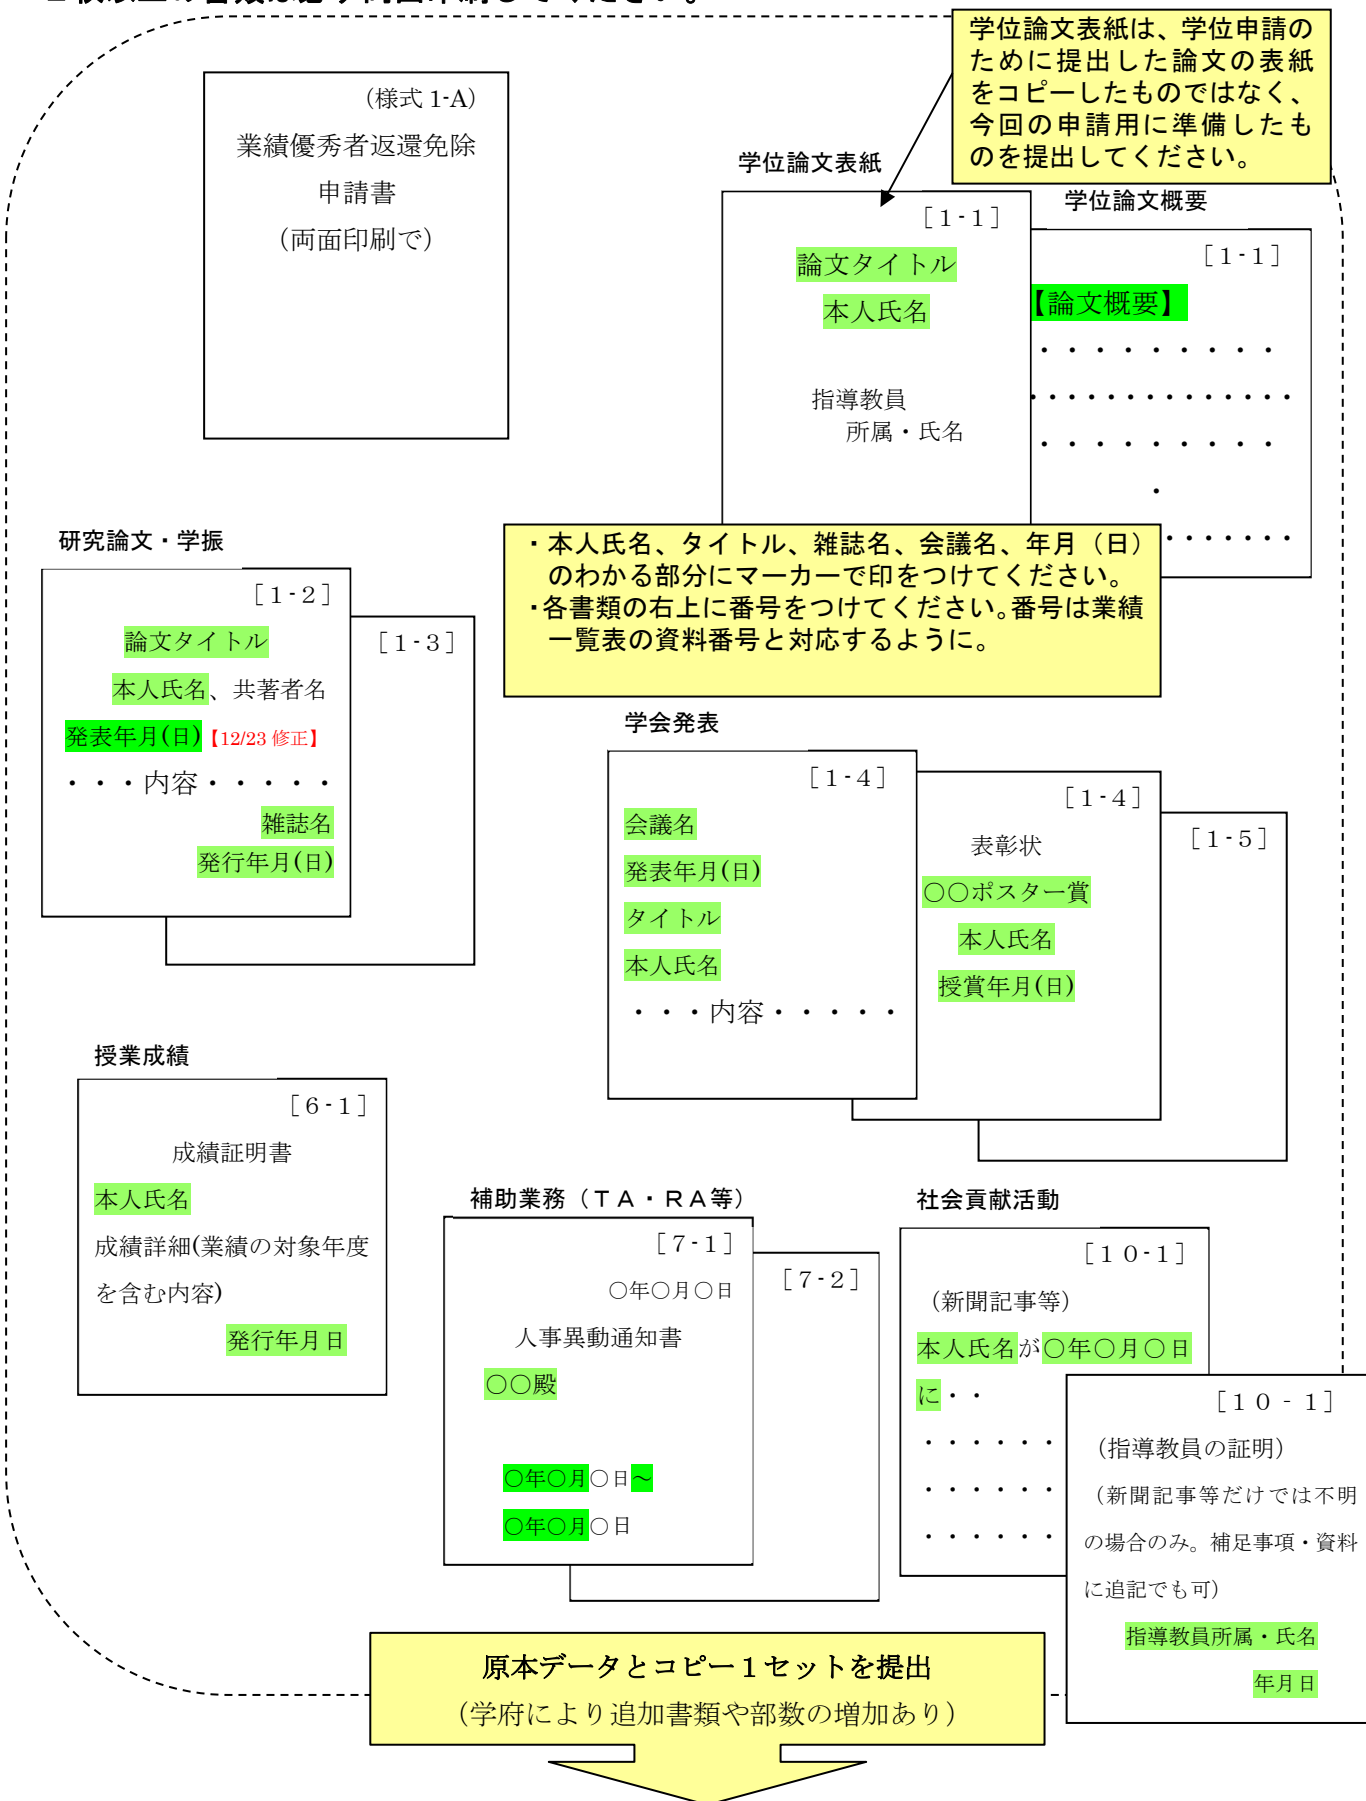 学位論文表紙は、学位申請の
ために提出した論文の表紙
をコピーしたものではなく、
今回の申請用に準備したも
のを提出してください。
(様式 1-A)
業績優秀者返還免除
申請書
(両面印刷で)
学位論文表紙
［1-1］
論文タイトル
本人氏名
指導教員
所属・氏名
学位論文概要
［1-1］
【論文概要】
・・・・・・・・・
・・・・・・・・・・・・
・・・・・・・・・
・
・・・・・・・
・本人氏名、タイトル、雑誌名、会議名、年月（日）
のわかる部分にマーカーで印をつけてください。
・各書類の右上に番号をつけてください。番号は業績
一覧表の資料番号と対応するように。
研究論文・学振
［1-2］
論文タイトル
本人氏名、共著者名
発表年月(日)【12/23 修正】
・・・内容・・・・・
雑誌名
発行年月(日)
［1-3］
学会発表
［1-4］
会議名
発表年月(日)
タイトル
本人氏名
・・・内容・・・・・
［1-4］
表彰状
○○ポスター賞
本人氏名
授賞年月(日)
［1-5］
授業成績
［6-1］
成績証明書
本人氏名
成績詳細(業績の対象年度
を含む内容)
発行年月日
補助業務（ＴＡ・ＲＡ等）
［7-1］
○年○月○日
人事異動通知書
○○殿
○年○月○日～
○年○月○日
［7-2］
社会貢献活動
［10-1］
（新聞記事等）
本人氏名が○年○月○日
に・・
・・・・・・
・・・・・・
・・・・・・
［10-1］
（指導教員の証明）
（新聞記事等だけでは不明
の場合のみ。補足事項・資料
に追記でも可）
指導教員所属・氏名
年月日
原本データとコピー１セットを提出
（学府により追加書類や部数の増加あり）